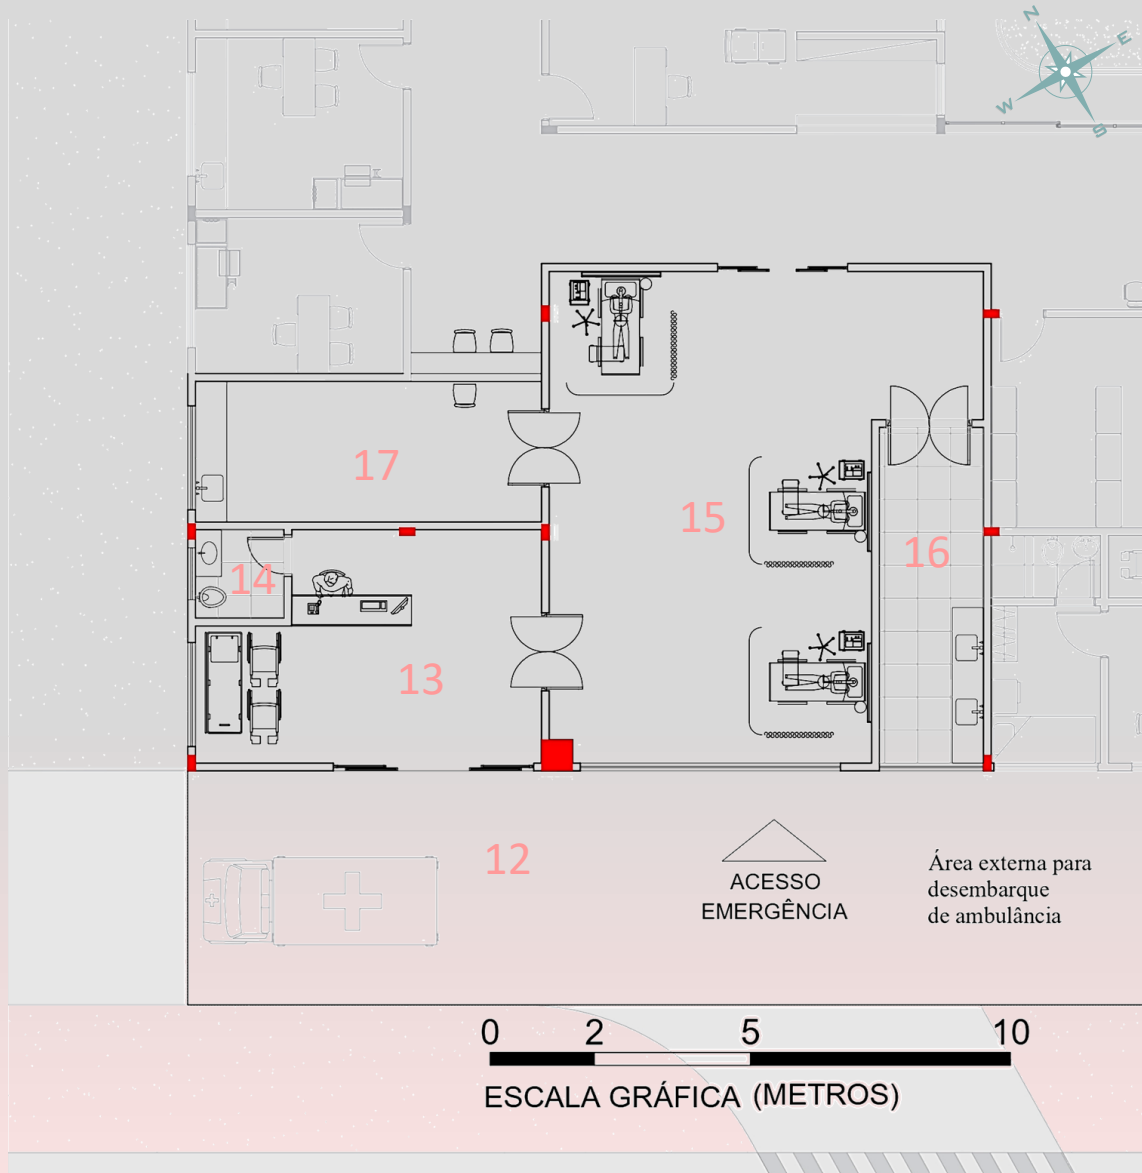 N
E
W
S
17
15
16
14
13
12
ACESSO
EMERGÊNCIA
Área externa para
desembarque
de ambulância
0 2 5 10
ESCALA GRÁFICA (METROS)